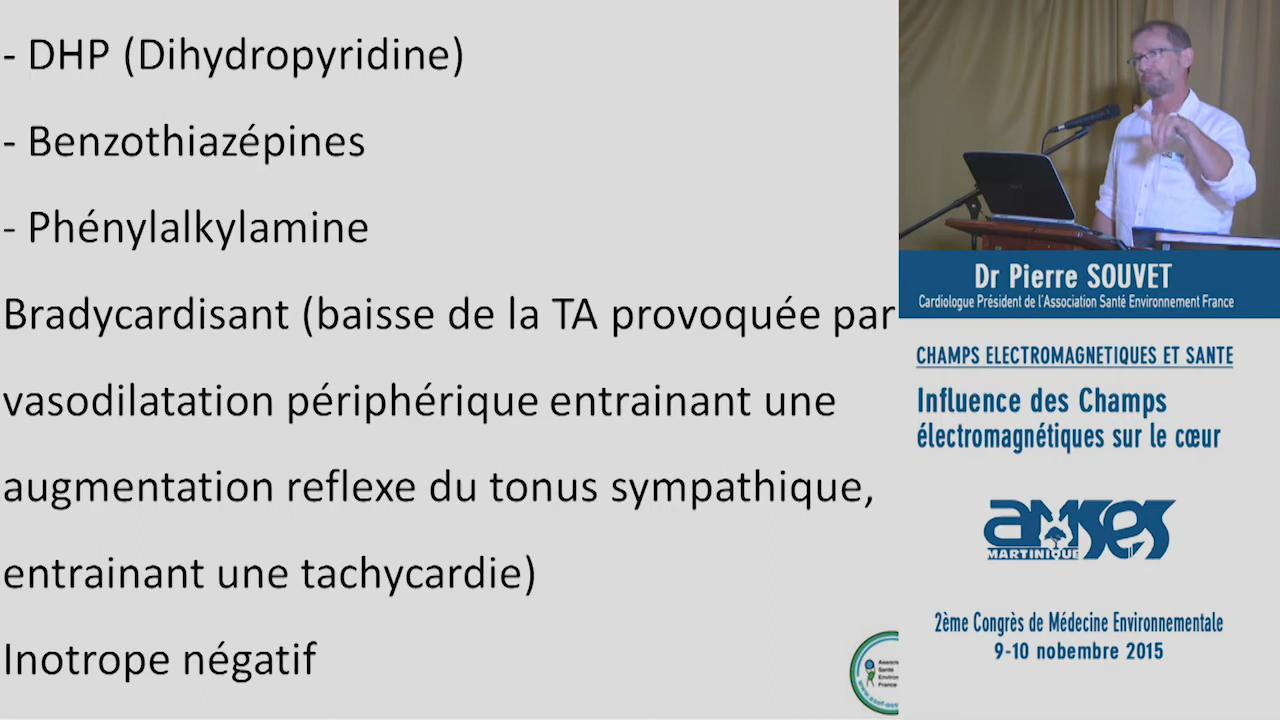 - DHP (Dihydropyridine)
- Benzothiazépines
- Phénylalkylamine
Bradycardisant (baisse de la TA provoquée par
vasodilatation périphérique entrainant une
augmentation reflexe du tonus sympathique,
entrainant une tachycardie)
Inotrope négatif
Dr Pierre SOUVET
Cardiologue Président de l'Association Santé Environnement France
CHAMPS ELECTROMAGNETIQUES ET SANTE
Influence des Champs
électromagnétiques sur le cœur
amses
MARTINIQUE
2ème Congrès de Médecine Environnementale
9-10 nobembre 2015
Santé
France